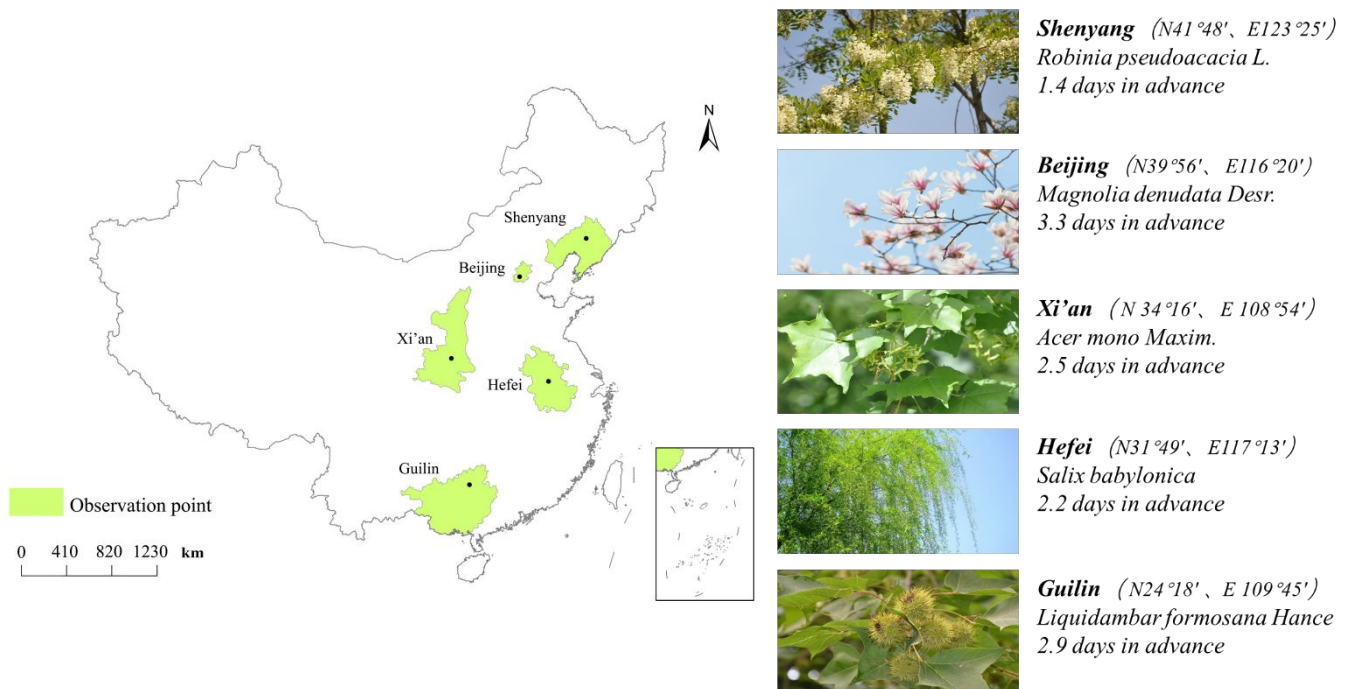 N
Shenyang
Beijing
Xi’an
Hefei
Guilin
Observation point
0 410 820 1230 km
Shenyang （N41°48′、E123°25′）
Robinia pseudoacacia L.
1.4 days in advance
Beijing （N39°56′、E116°20′）
Magnolia denudata Desr.
3.3 days in advance
Xi’an （N 34°16′、E 108°54′）
Acer mono Maxim.
2.5 days in advance
Hefei （N31°49′、E117°13′）
Salix babylonica
2.2 days in advance
Guilin （N24°18′ 、E 109°45′）
Liquidambar formosana Hance
2.9 days in advance